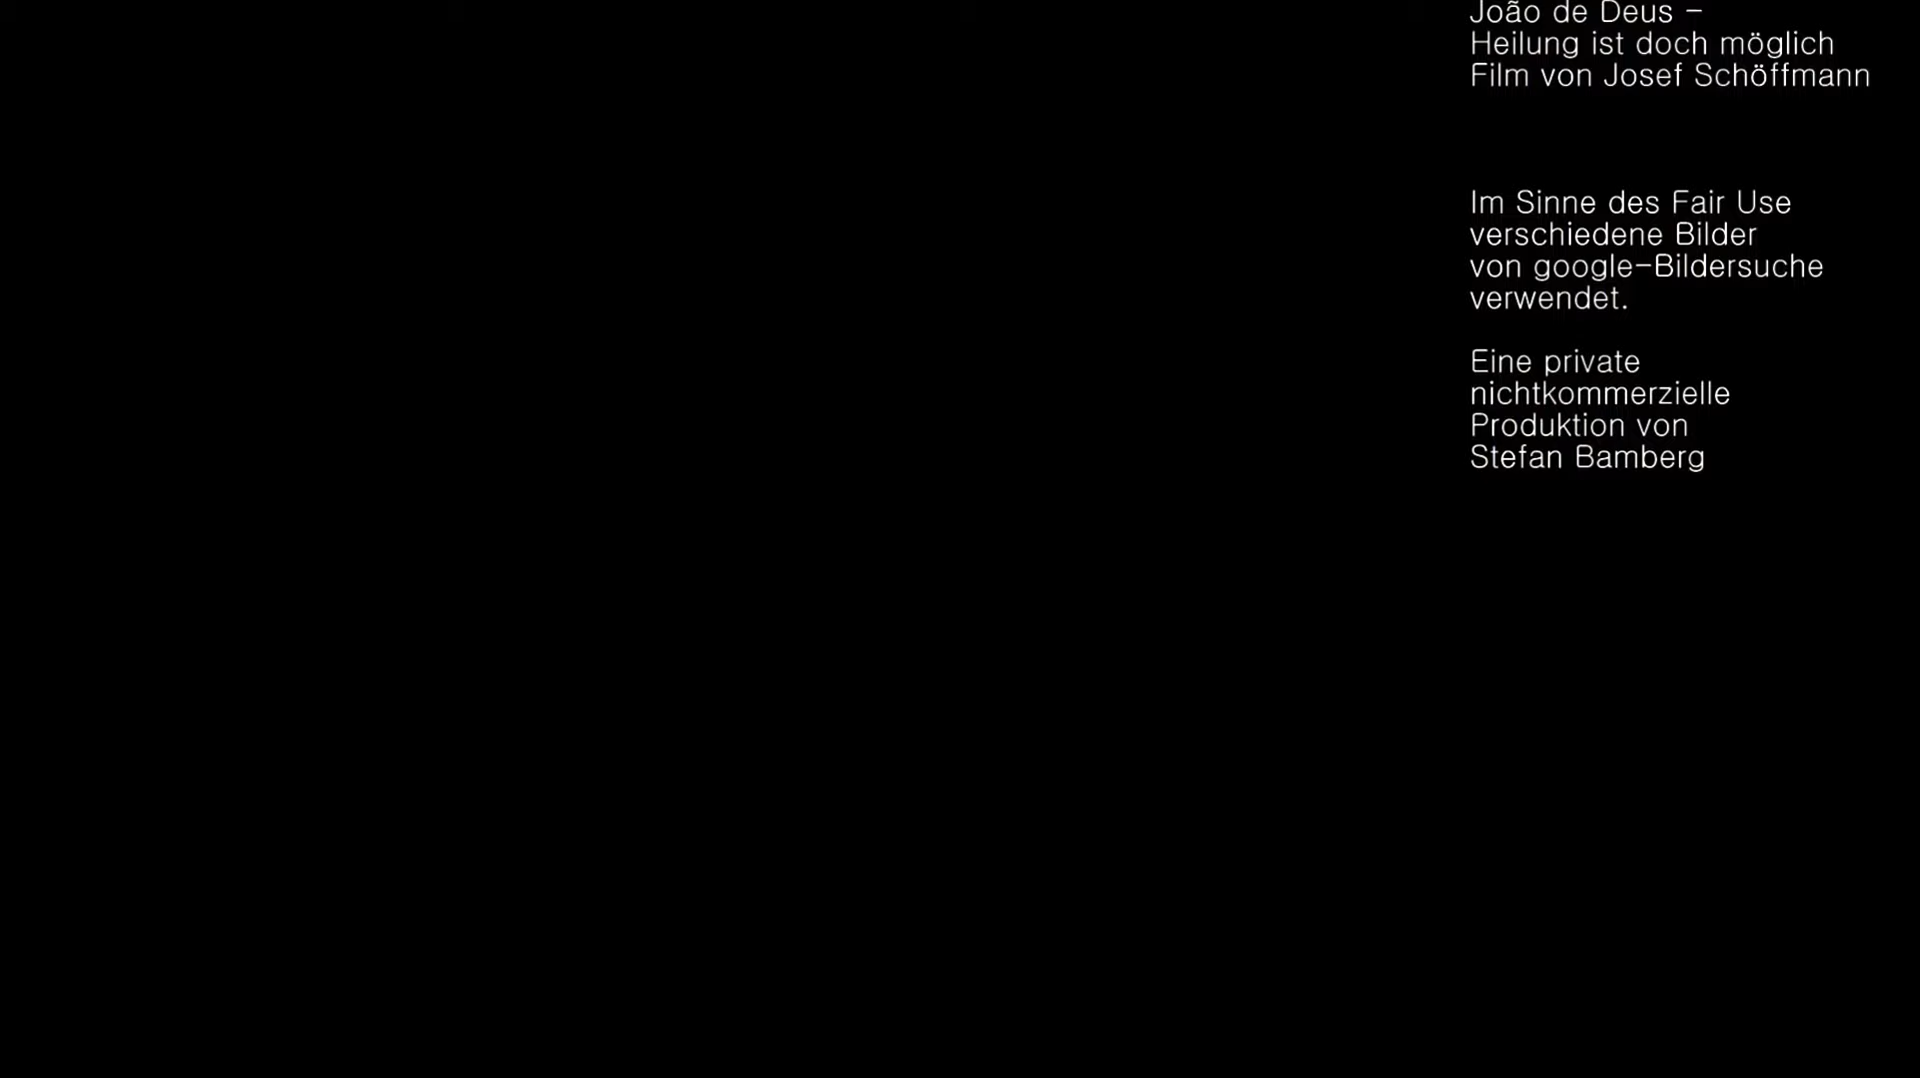 João de Deus –
Heilung ist doch möglich
Film von Josef Schöffmann
Im Sinne des Fair Use
verschiedene Bilder
von google-Bildersuche
verwendet.
Eine private
nichtkommerzielle
Produktion von
Stefan Bamberg